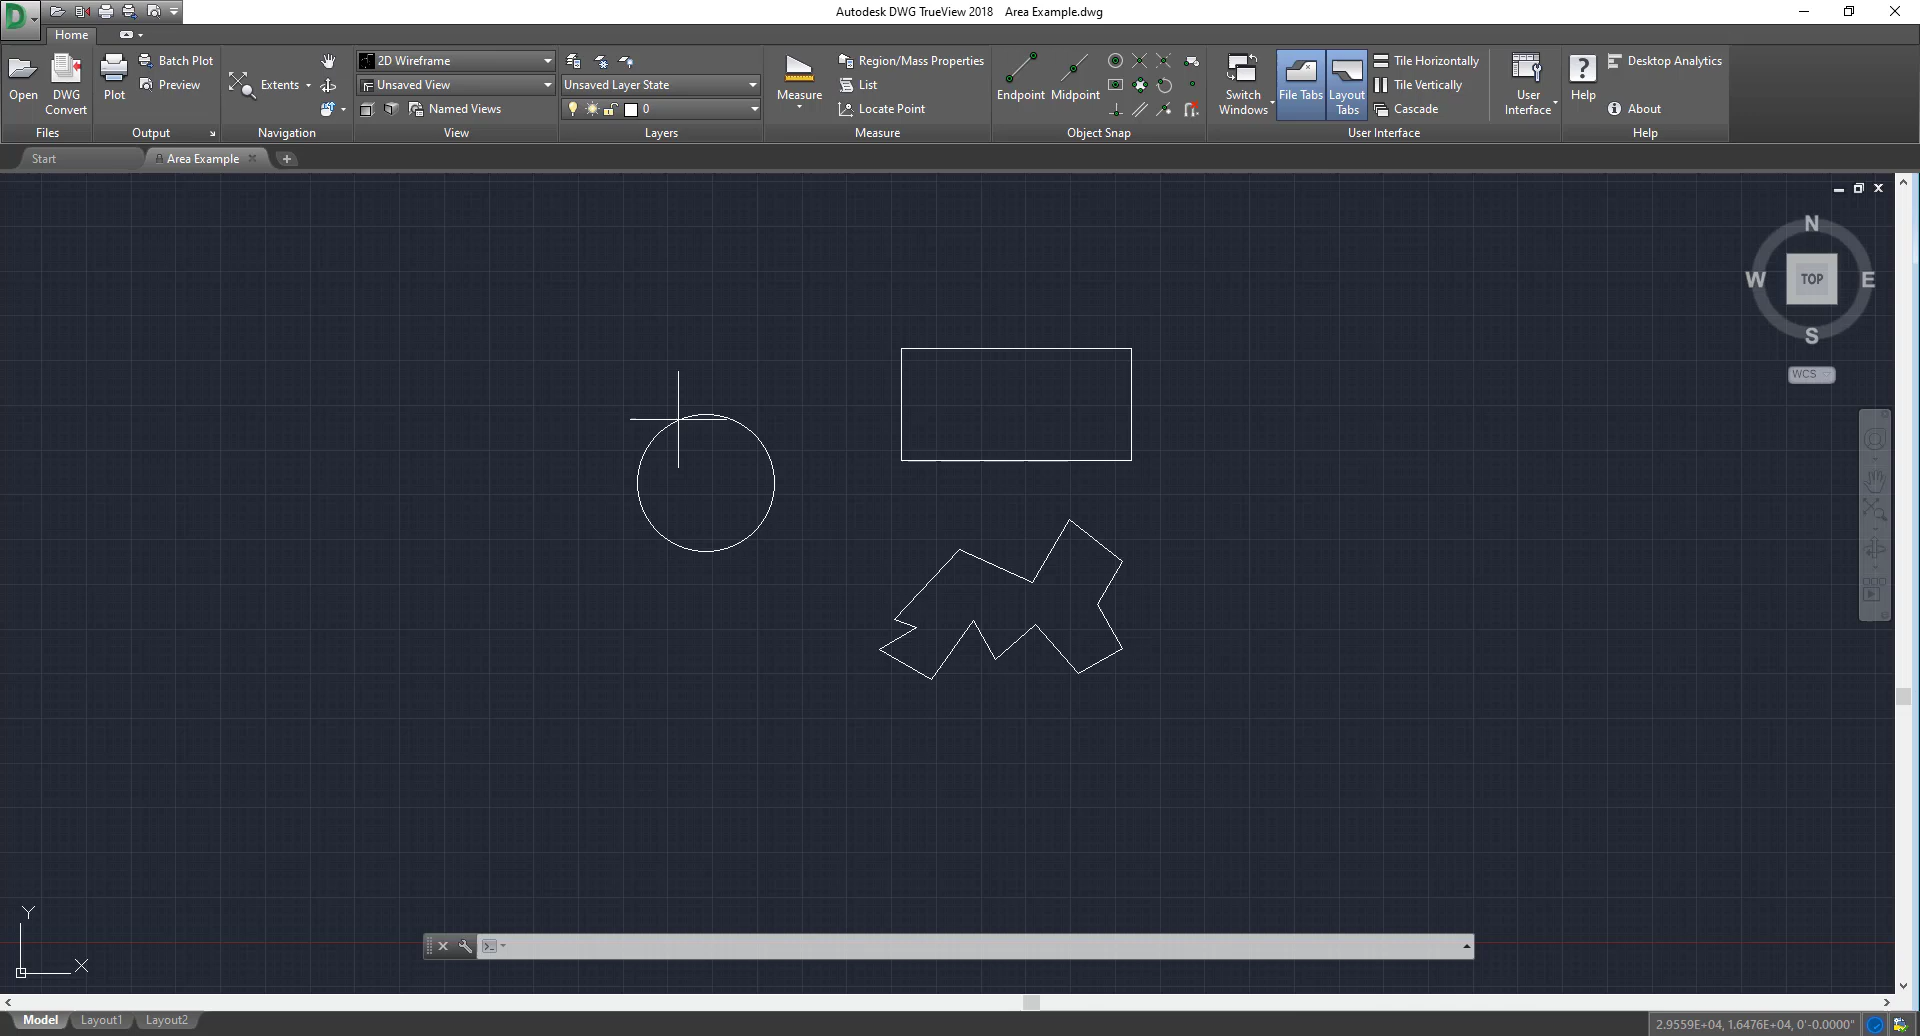 D
Autodesk DWG TrueView 2018 Area Example.dwg
Home
Open
DWG Convert
Plot
Batch Plot
Preview
Extents
2D Wireframe
Unsaved View
Named Views
Unsaved Layer State
0
Measure
Region/Mass Properties
List
Locate Point
Endpoint
Midpoint
Switch Windows
File Tabs
Layout Tabs
Tile Horizontally
Tile Vertically
Cascade
User Interface
Help
Desktop Analytics
About
Files
Output
Navigation
View
Layers
Measure
Object Snap
User Interface
Help
Start
Area Example
N
W
TOP
E
S
WCS
Y
X
Model
Layout1
Layout2
2.9559E+04, 1.6476E+04, 0'-0.0000"